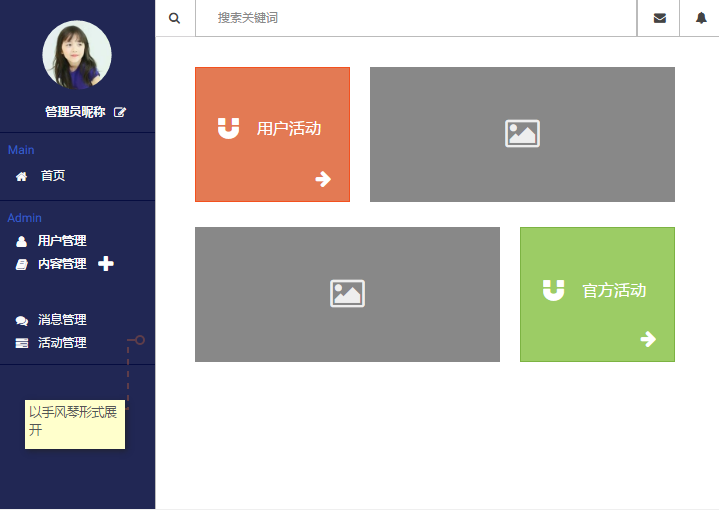 搜索关键词
管理员昵称
Main
首页
Admin
用户管理
内容管理
消息管理
活动管理
以手风琴形式展
开
用户活动
官方活动